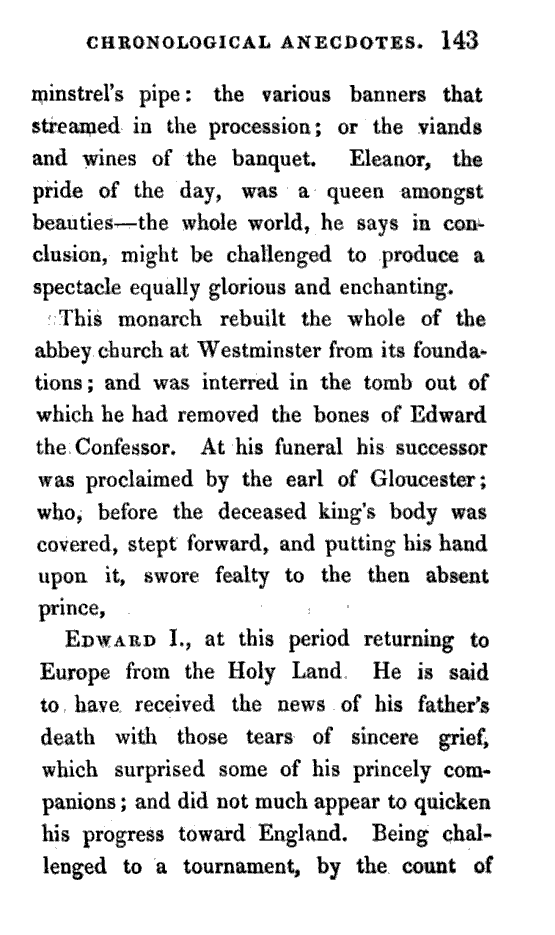 CHRONOLOGICAL ANECDOTES. 143
minstrel's pipe: the various banners that
streamed in the procession; or the viands
and wines of the banquet. Eleanor, the
pride of the day, was a queen amongst
beauties—the whole world, he says in con-
clusion, might be challenged to produce a
spectacle equally glorious and enchanting.
This monarch rebuilt the whole of the
abbey church at Westminster from its founda-
tions; and was interred in the tomb out of
which he had removed the bones of Edward
the Confessor. At his funeral his successor
was proclaimed by the earl of Gloucester;
who, before the deceased king's body was
covered, stept forward, and putting his hand
upon it, swore fealty to the then absent
prince,
EDWARD I., at this period returning to
Europe from the Holy Land. He is said
to have received the news of his father's
death with those tears of sincere grief,
which surprised some of his princely com-
panions; and did not much appear to quicken
his progress toward England. Being chal-
lenged to a tournament, by the count of